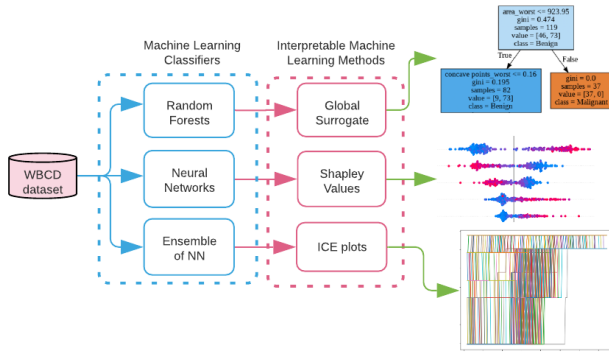 Machine Learning
Classifiers
Interpretable Machine
Learning Methods
WBCD
dataset
Random
Forests
Neural
Networks
Ensemble
of NN
Global
Surrogate
Shapley
Values
ICE plots
area_worst <= 923.95
gini = 0.474
samples = 119
value = [46, 73]
class = Benign
True
False
concave points_worst <= 0.16
gini = 0.195
samples = 82
value = [9, 73]
class = Benign
gini = 0.0
samples = 37
value = [37, 0]
class = Malignant